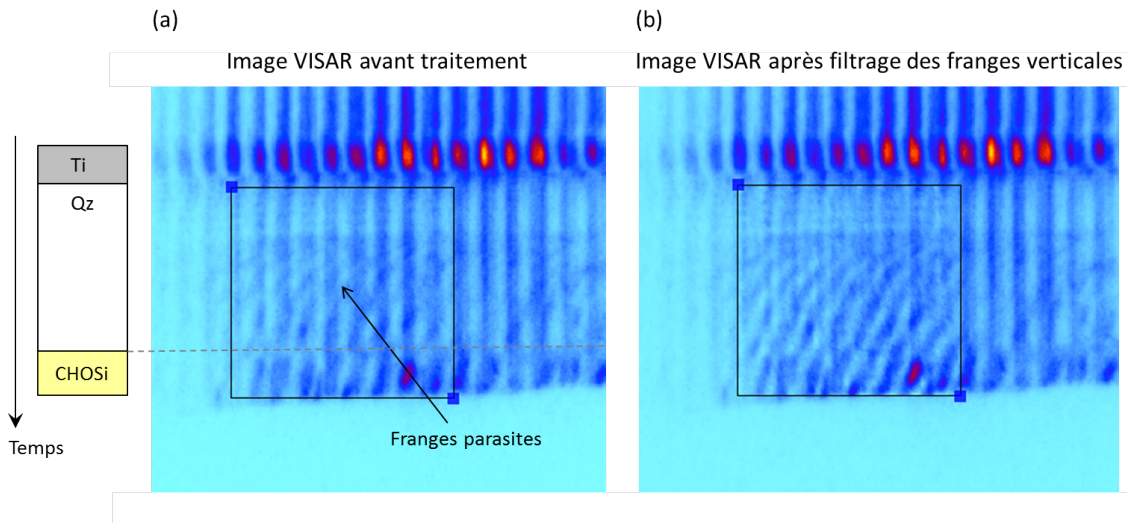 (a)
(b)
Image VISAR avant traitement
Image VISAR après filtrage des franges verticales
Ti
Qz
CHOSi
Franges parasites
Temps